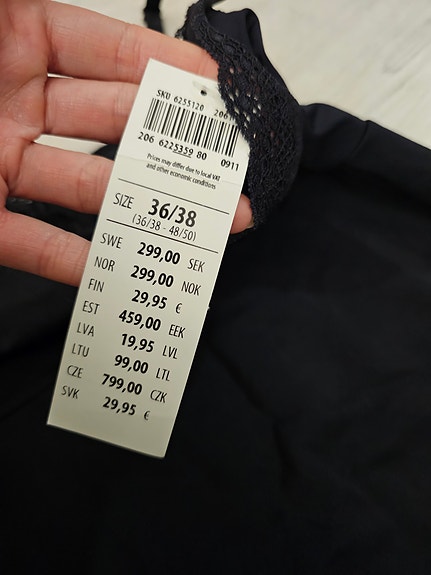 SKU 6255120 206
206 6225359 80 0911
Prices may differ due to local VAT
and other economic conditions
SIZE 36/38
(36/38 - 48/50)
SWE 299,00 SEK
NOR 299,00 NOK
FIN 29,95 €
EST 459,00 EEK
LVA 19,95 LVL
LTU 99,00 LTL
CZE 799,00 CZK
SVK 29,95 €